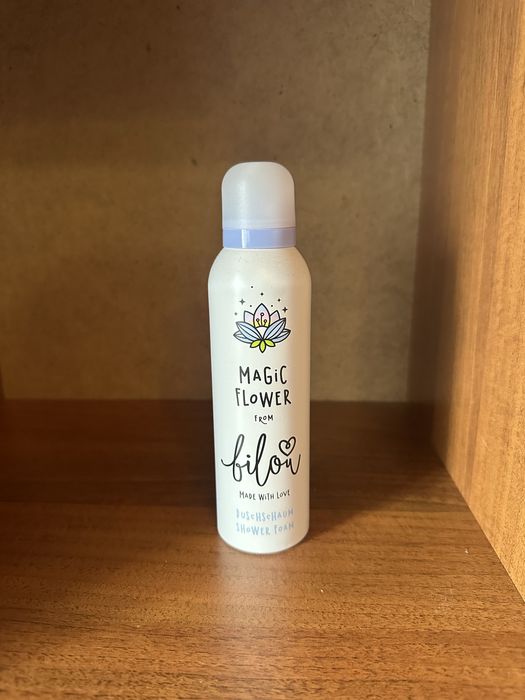 MAGiC
FLOWER
FROM
bilou
MADE WiTH LOVE
DUSCHSCHAUM
SHOWER FOAM